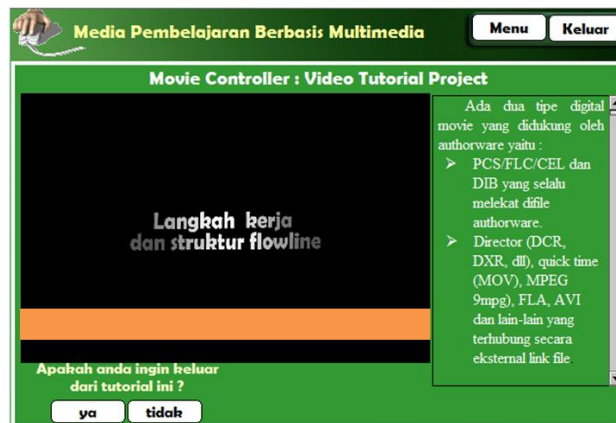 Media Pembelajaran Berbasis Multimedia
Menu
Keluar
Movie Controller : Video Tutorial Project
Langkah kerja
dan struktur flowline
Ada dua tipe digital
movie yang didukung oleh
authorware yaitu :
➢ PCS/FLC/CEL dan
DIB yang selalu
melekat difile
authorware.
➢ Director (DCR,
DXR, dll), quick time
(MOV), MPEG
9mpg), FLA, AVI
dan lain-lain yang
terhubung secara
eksternal link file
Apakah anda ingin keluar
dari tutorial ini ?
ya
tidak